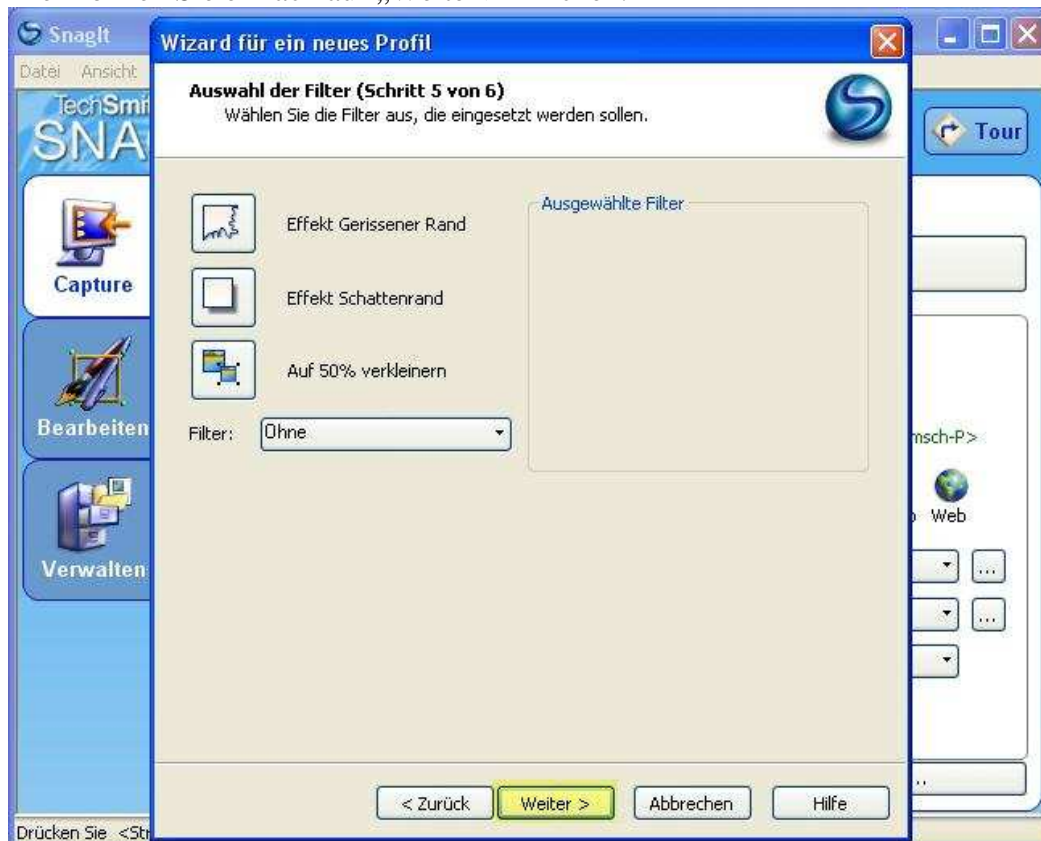 SnagIt
Wizard für ein neues Profil
Datei Ansicht
Auswahl der Filter (Schritt 5 von 6)
Wählen Sie die Filter aus, die eingesetzt werden sollen.
TechSmi
SNA
Tour
Effekt Gerissener Rand
Ausgewählte Filter
Capture
Effekt Schattenrand
Auf 50% verkleinern
Bearbeiten
Filter: Ohne
msch-P>
Web
Verwalten
...
...
< Zurück
Weiter >
Abbrechen
Hilfe
Drücken Sie <Str